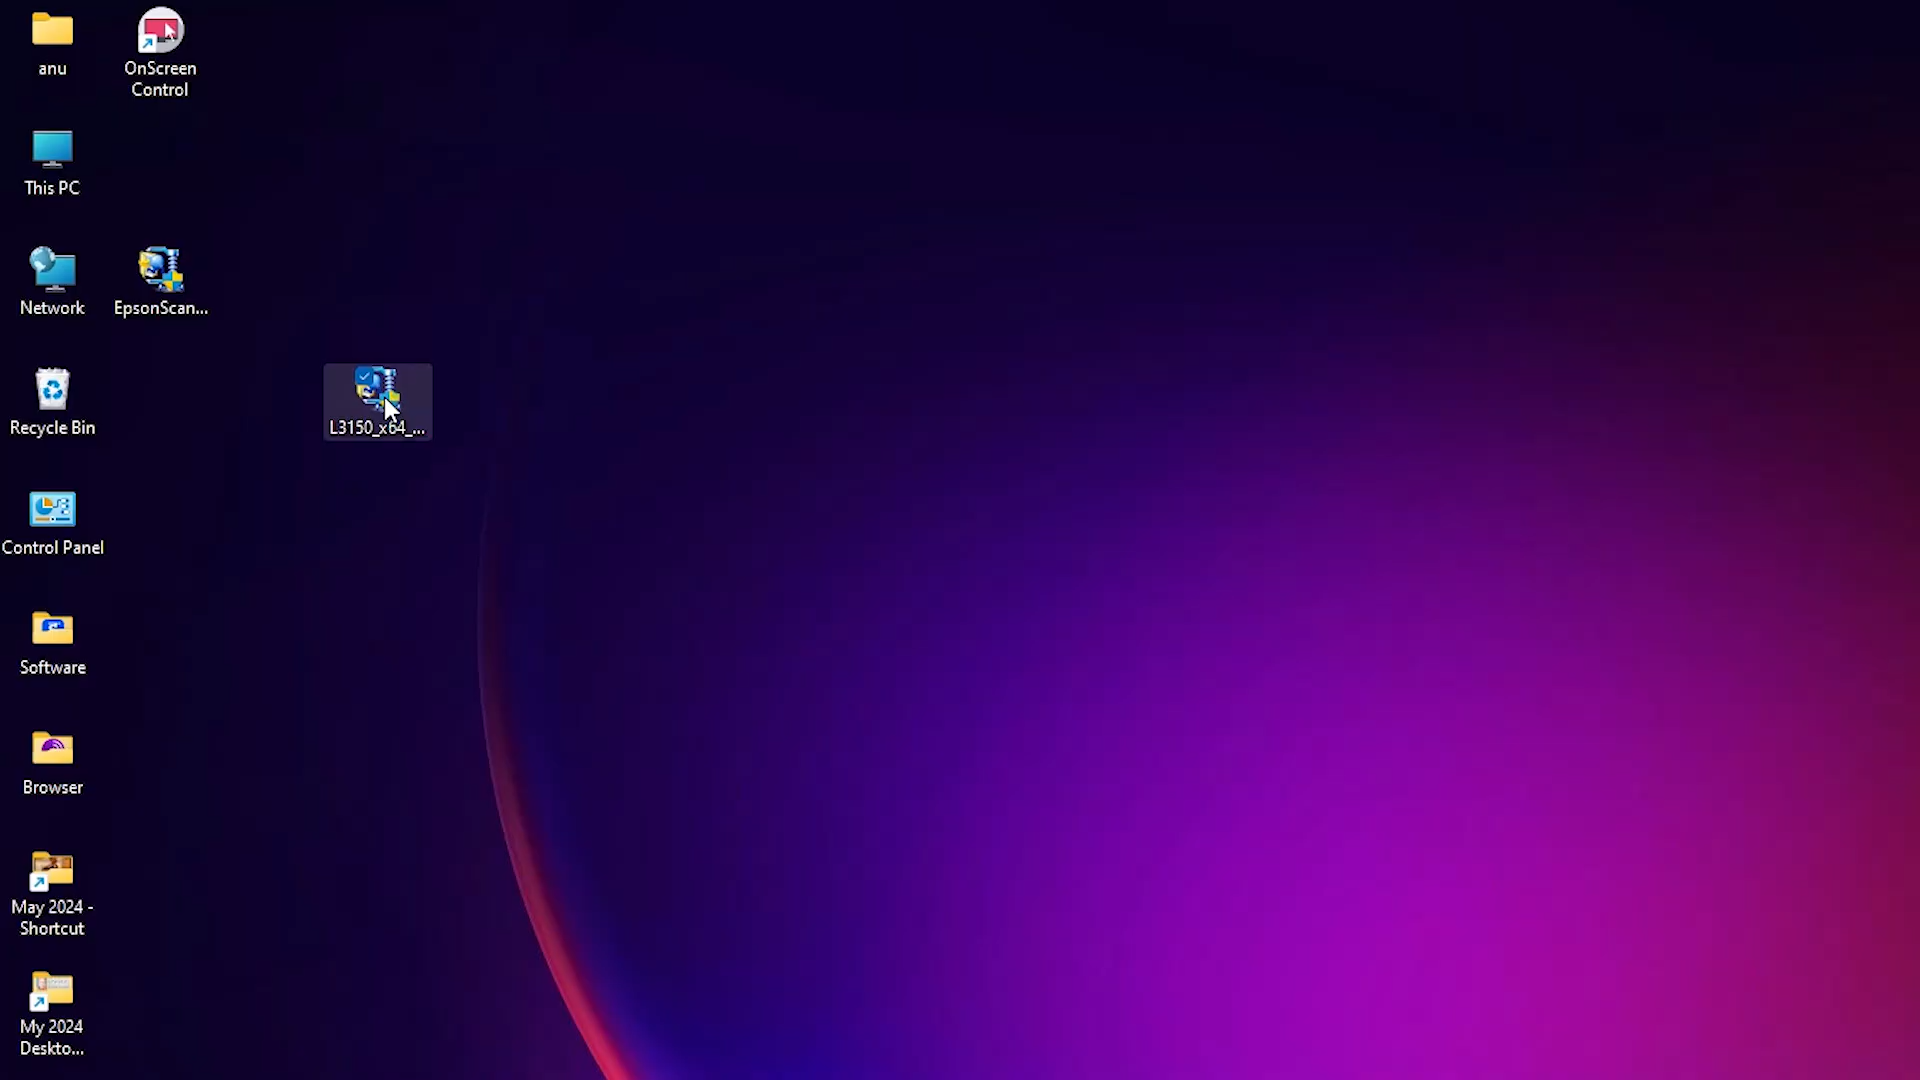 anu
OnScreen
Control
This PC
Network
EpsonScan...
L3150_x64_...
Recycle Bin
Control Panel
Software
Browser
May 2024 -
Shortcut
My 2024
Deskto...